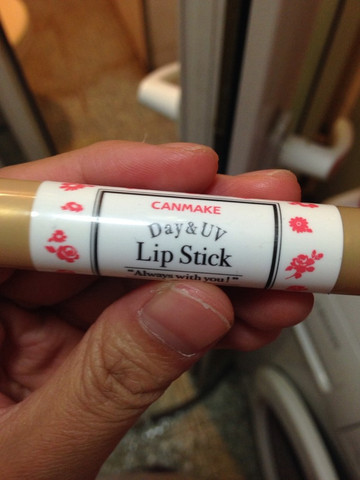 CANMAKE
Day & UV
Lip Stick
"Always with you!"